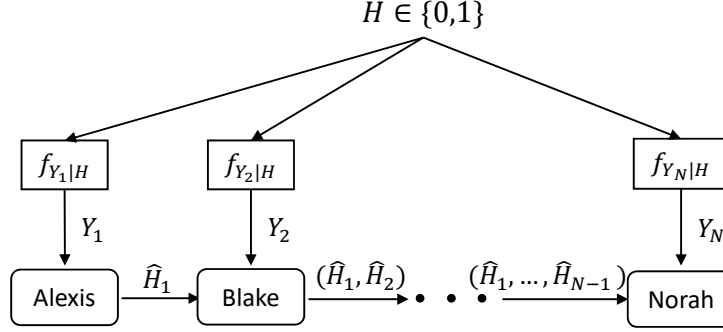 H ∈ {0,1}
f_{Y_1|H} f_{Y_2|H} f_{Y_N|H}
Y_1 Y_2 Y_N
Alexis Ĥ_1 Blake (Ĥ_1, Ĥ_2) • • • (Ĥ_1, … , Ĥ_{N−1}) Norah